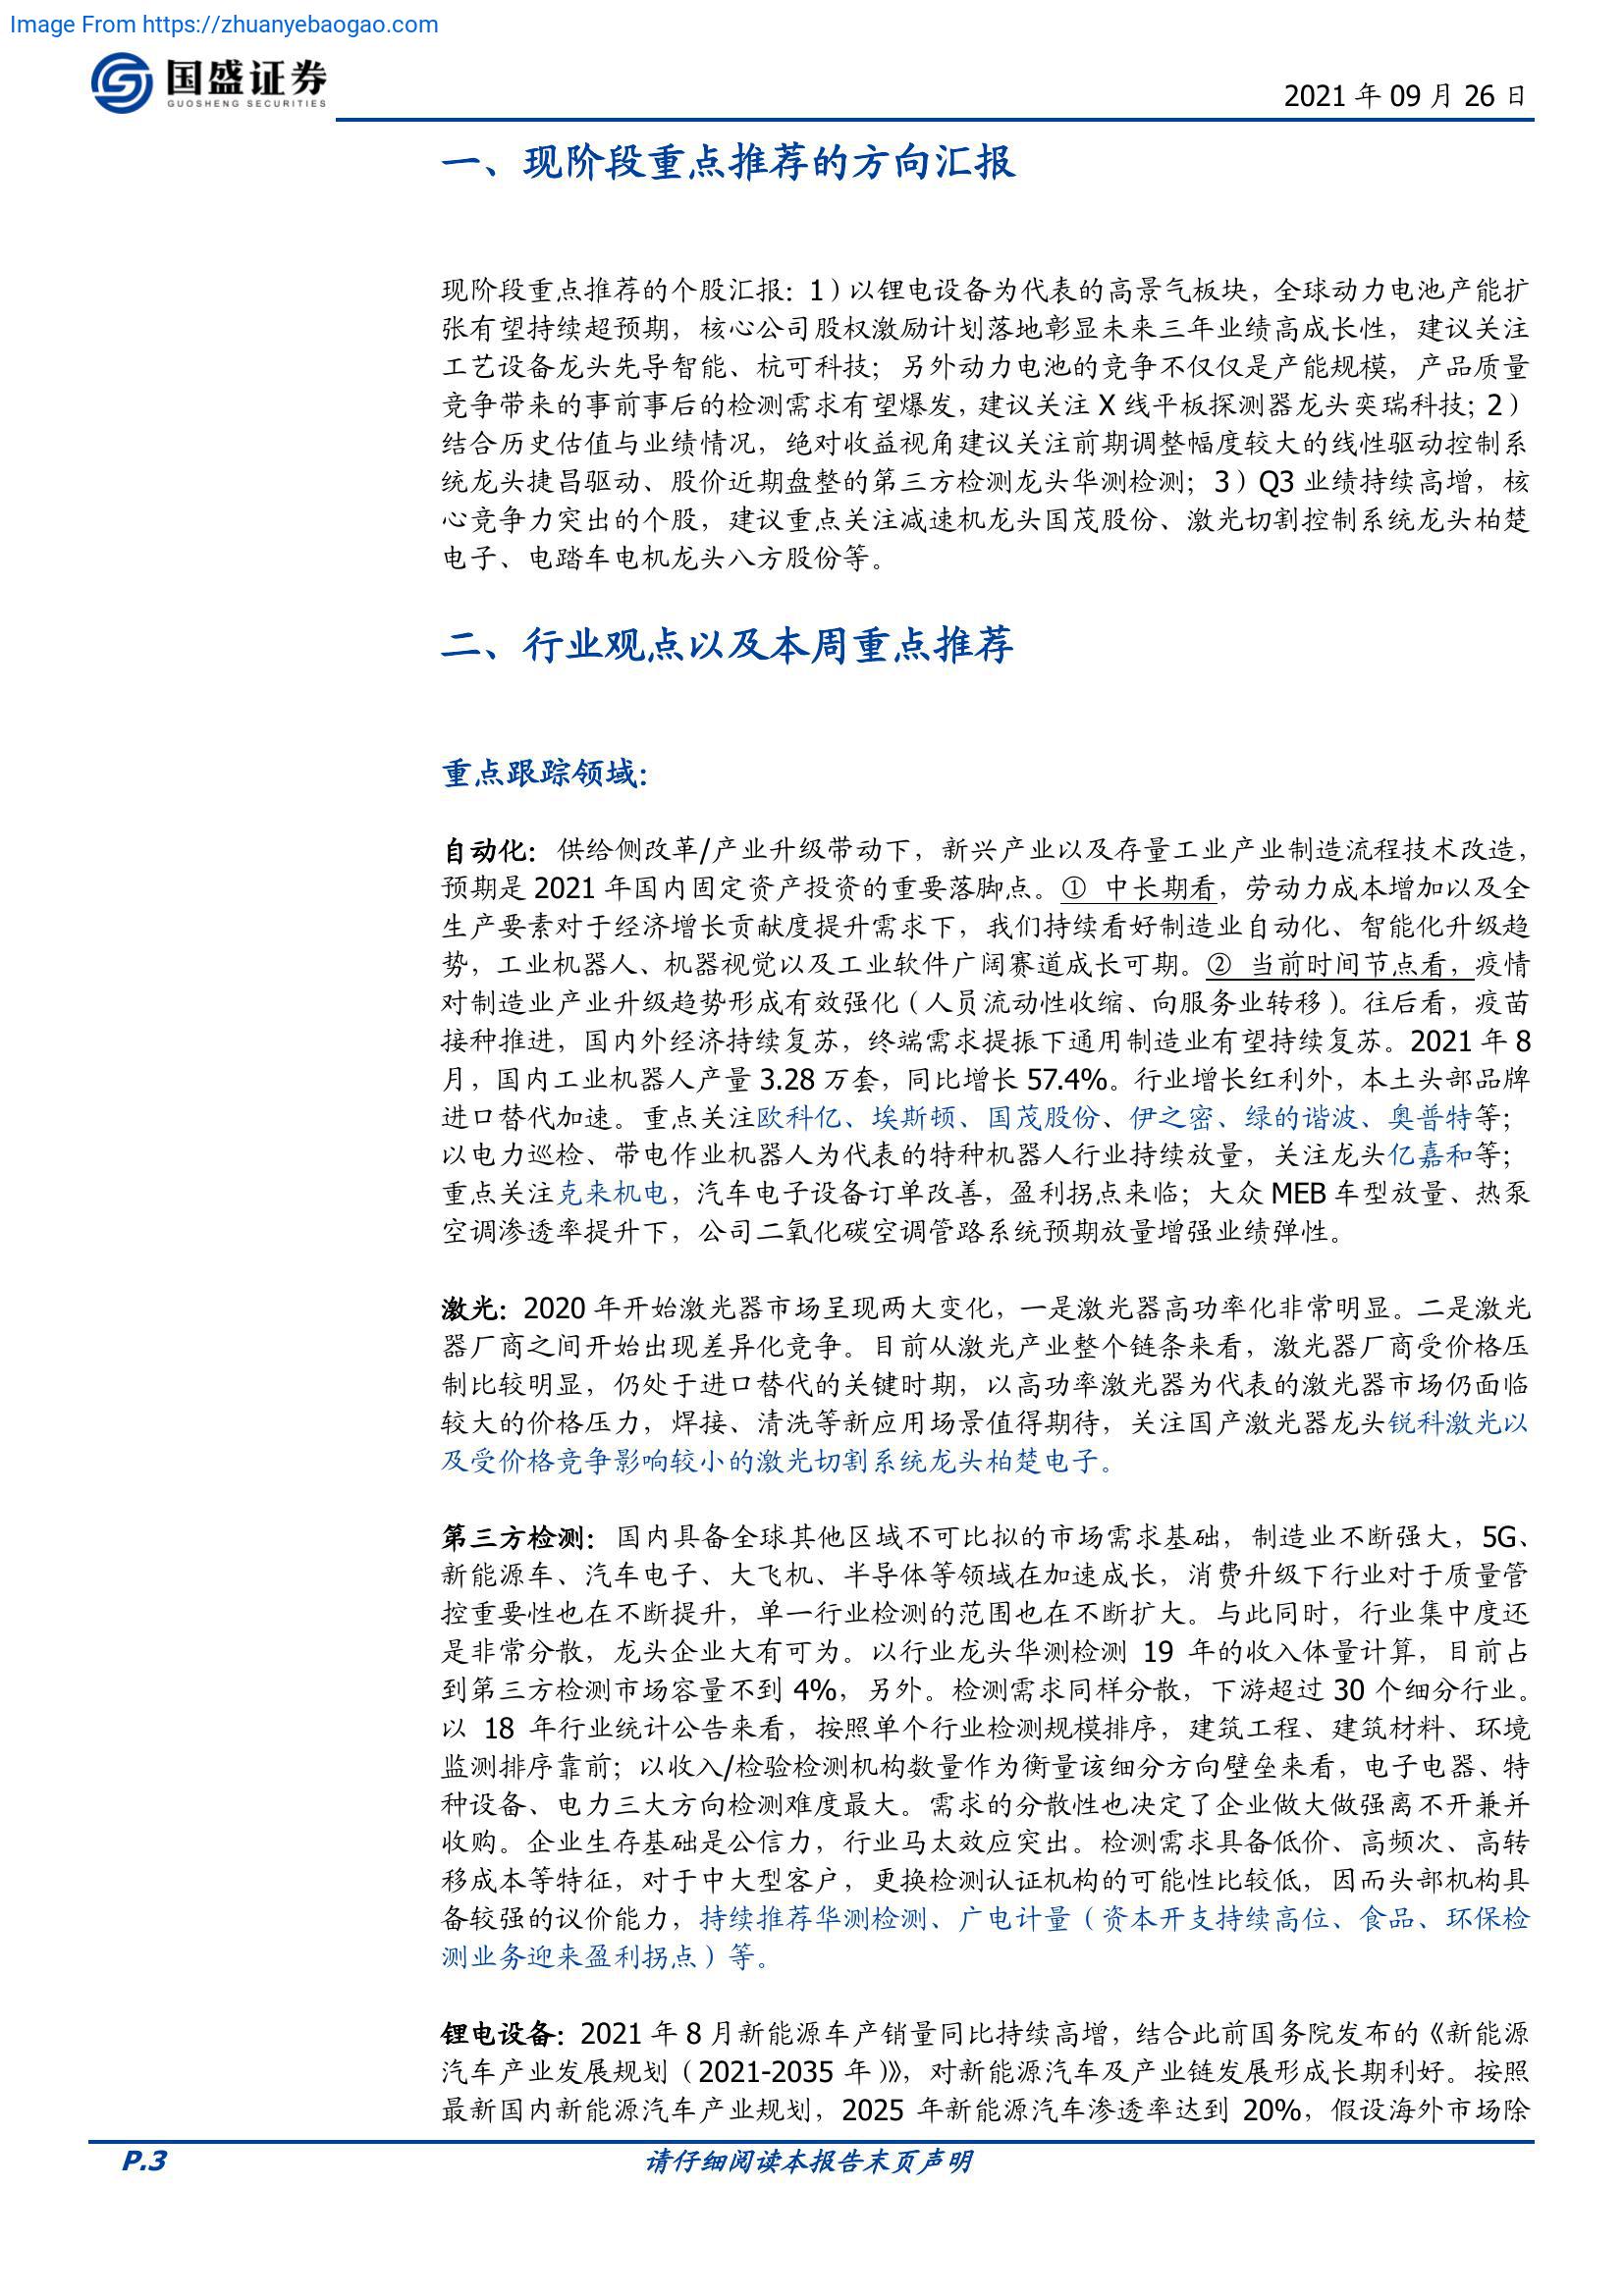 Image From https://zhuanyebaogao.com
国盛证券
GUOSHENG SECURITIES
2021 年 09 月 26 日
一、现阶段重点推荐的方向汇报
现阶段重点推荐的个股汇报：1）以锂电设备为代表的高景气板块，全球动力电池产能扩
张有望持续超预期，核心公司股权激励计划落地彰显未来三年业绩高成长性，建议关注
工艺设备龙头先导智能、杭可科技；另外动力电池的竞争不仅仅是产能规模，产品质量
竞争带来的事前事后的检测需求有望爆发，建议关注 X 线平板探测器龙头奕瑞科技；2）
结合历史估值与业绩情况，绝对收益视角建议关注前期调整幅度较大的线性驱动控制系
统龙头捷昌驱动、股价近期盘整的第三方检测龙头华测检测；3）Q3 业绩持续高增，核
心竞争力突出的个股，建议重点关注减速机龙头国茂股份、激光切割控制系统龙头柏楚
电子、电踏车电机龙头八方股份等。
二、行业观点以及本周重点推荐
重点跟踪领域：
自动化：供给侧改革/产业升级带动下，新兴产业以及存量工业产业制造流程技术改造，
预期是 2021 年国内固定资产投资的重要落脚点。① 中长期看，劳动力成本增加以及全
生产要素对于经济增长贡献度提升需求下，我们持续看好制造业自动化、智能化升级趋
势，工业机器人、机器视觉以及工业软件广阔赛道成长可期。② 当前时间节点看，疫情
对制造业产业升级趋势形成有效强化（人员流动性收缩、向服务业转移）。往后看，疫苗
接种推进，国内外经济持续复苏，终端需求提振下通用制造业有望持续复苏。2021 年 8
月，国内工业机器人产量 3.28 万套，同比增长 57.4%。行业增长红利外，本土头部品牌
进口替代加速。重点关注欧科亿、埃斯顿、国茂股份、伊之密、绿的谐波、奥普特等；
以电力巡检、带电作业机器人为代表的特种机器人行业持续放量，关注龙头亿嘉和等；
重点关注克来机电，汽车电子设备订单改善，盈利拐点来临；大众 MEB 车型放量、热泵
空调渗透率提升下，公司二氧化碳空调管路系统预期放量增强业绩弹性。
激光：2020 年开始激光器市场呈现两大变化，一是激光器高功率化非常明显。二是激光
器厂商之间开始出现差异化竞争。目前从激光产业整个链条来看，激光器厂商受价格压
制比较明显，仍处于进口替代的关键时期，以高功率激光器为代表的激光器市场仍面临
较大的价格压力，焊接、清洗等新应用场景值得期待，关注国产激光器龙头锐科激光以
及受价格竞争影响较小的激光切割系统龙头柏楚电子。
第三方检测：国内具备全球其他区域不可比拟的市场需求基础，制造业不断强大，5G、
新能源车、汽车电子、大飞机、半导体等领域在加速成长，消费升级下行业对于质量管
控重要性也在不断提升，单一行业检测的范围也在不断扩大。与此同时，行业集中度还
是非常分散，龙头企业大有可为。以行业龙头华测检测 19 年的收入体量计算，目前占
到第三方检测市场容量不到 4%，另外。检测需求同样分散，下游超过 30 个细分行业。
以 18 年行业统计公告来看，按照单个行业检测规模排序，建筑工程、建筑材料、环境
监测排序靠前；以收入/检验检测机构数量作为衡量该细分方向壁垒来看，电子电器、特
种设备、电力三大方向检测难度最大。需求的分散性也决定了企业做大做强离不开兼并
收购。企业生存基础是公信力，行业马太效应突出。检测需求具备低价、高频次、高转
移成本等特征，对于中大型客户，更换检测认证机构的可能性比较低，因而头部机构具
备较强的议价能力，持续推荐华测检测、广电计量（资本开支持续高位、食品、环保检
测业务迎来盈利拐点）等。
锂电设备：2021 年 8 月新能源车产销量同比持续高增，结合此前国务院发布的《新能源
汽车产业发展规划（2021-2035 年）》，对新能源汽车及产业链发展形成长期利好。按照
最新国内新能源汽车产业规划，2025 年新能源汽车渗透率达到 20%，假设海外市场除
P.3
请仔细阅读本报告末页声明